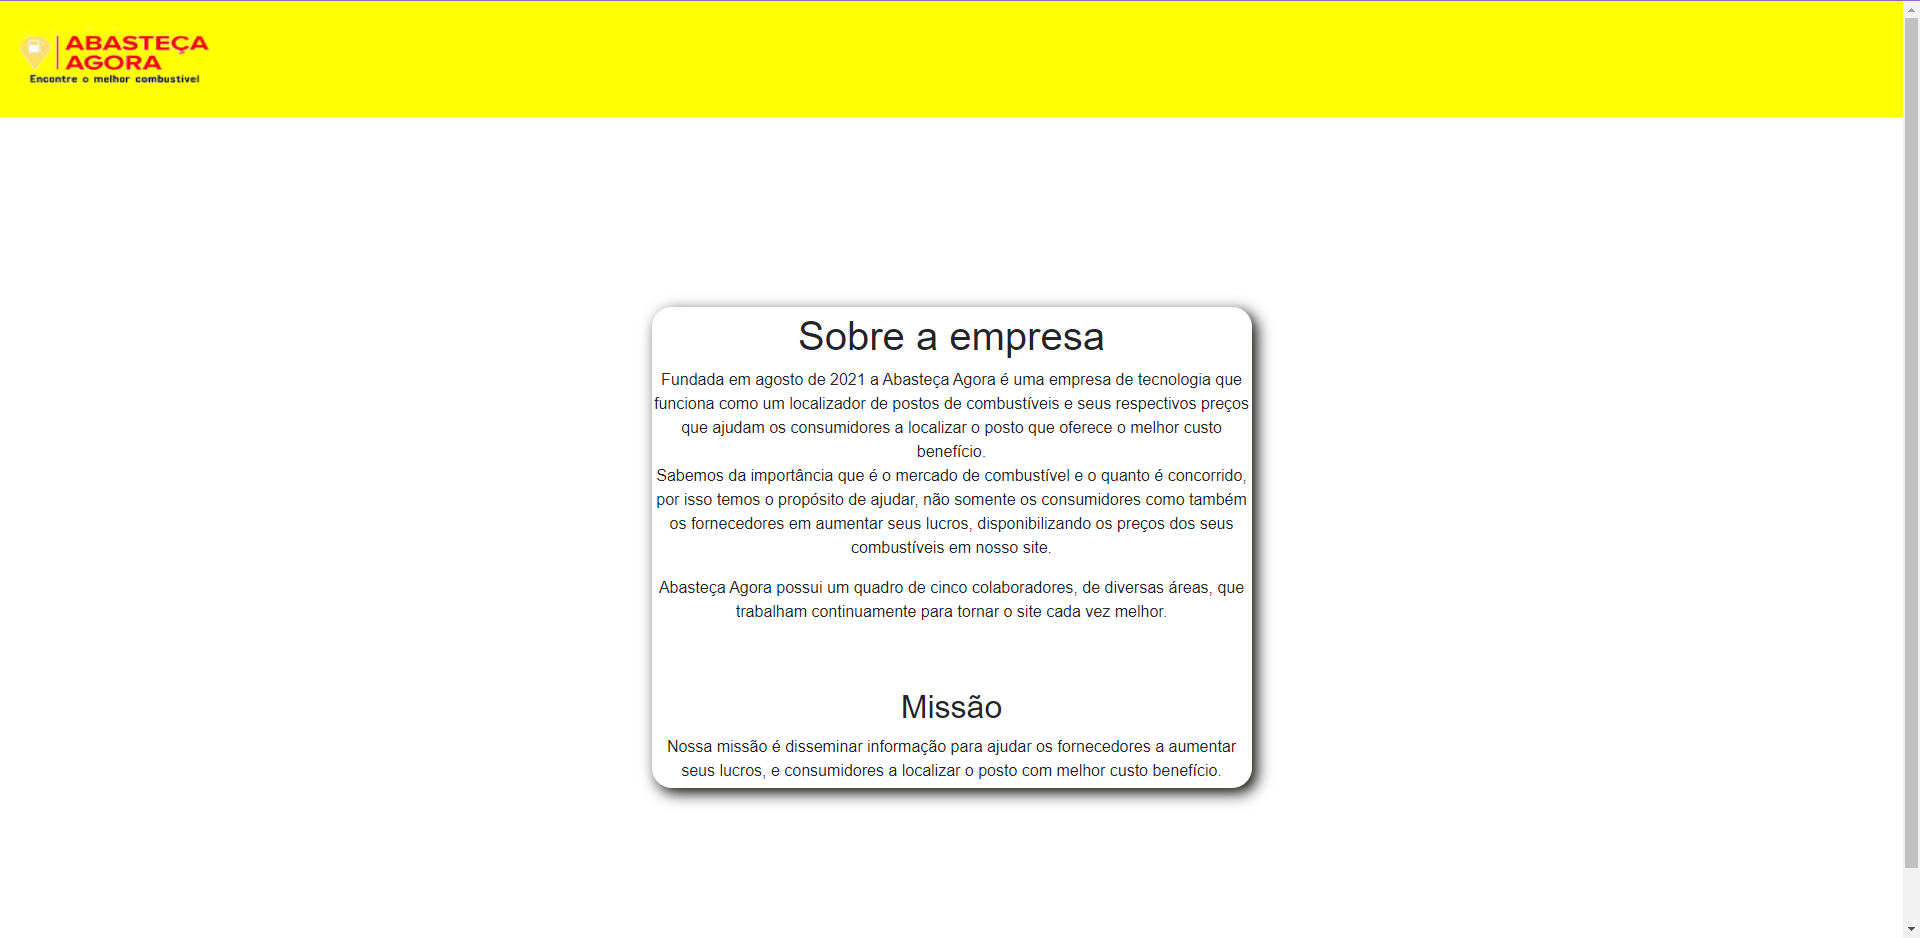 ABASTEÇA
AGORA
Encontre o melhor combustivel
Sobre a empresa
Fundada em agosto de 2021 a Abasteça Agora é uma empresa de tecnologia que
funciona como um localizador de postos de combustíveis e seus respectivos preços
que ajudam os consumidores a localizar o posto que oferece o melhor custo
benefício.
Sabemos da importância que é o mercado de combustível e o quanto é concorrido,
por isso temos o propósito de ajudar, não somente os consumidores como também
os fornecedores em aumentar seus lucros, disponibilizando os preços dos seus
combustíveis em nosso site.
Abasteça Agora possui um quadro de cinco colaboradores, de diversas áreas, que
trabalham continuamente para tornar o site cada vez melhor.
Missão
Nossa missão é disseminar informação para ajudar os fornecedores a aumentar
seus lucros, e consumidores a localizar o posto com melhor custo benefício.